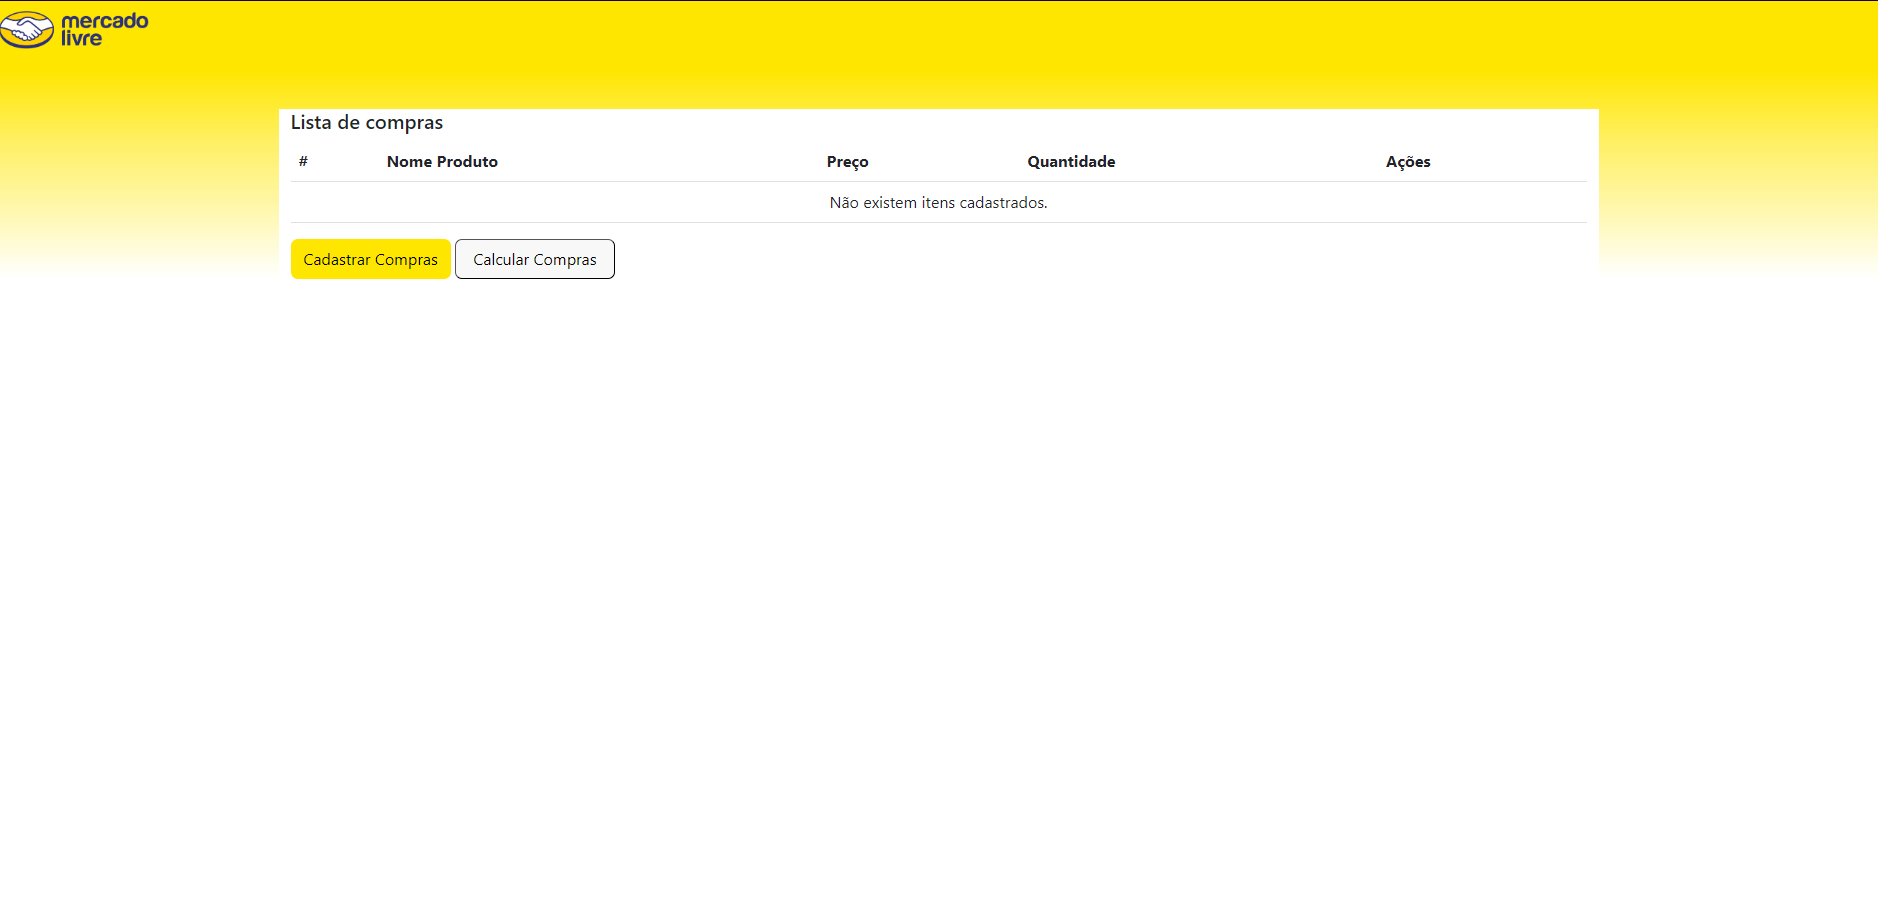 mercado
livre
Lista de compras
# Nome Produto Preço Quantidade Ações
Não existem itens cadastrados.
Cadastrar Compras Calcular Compras